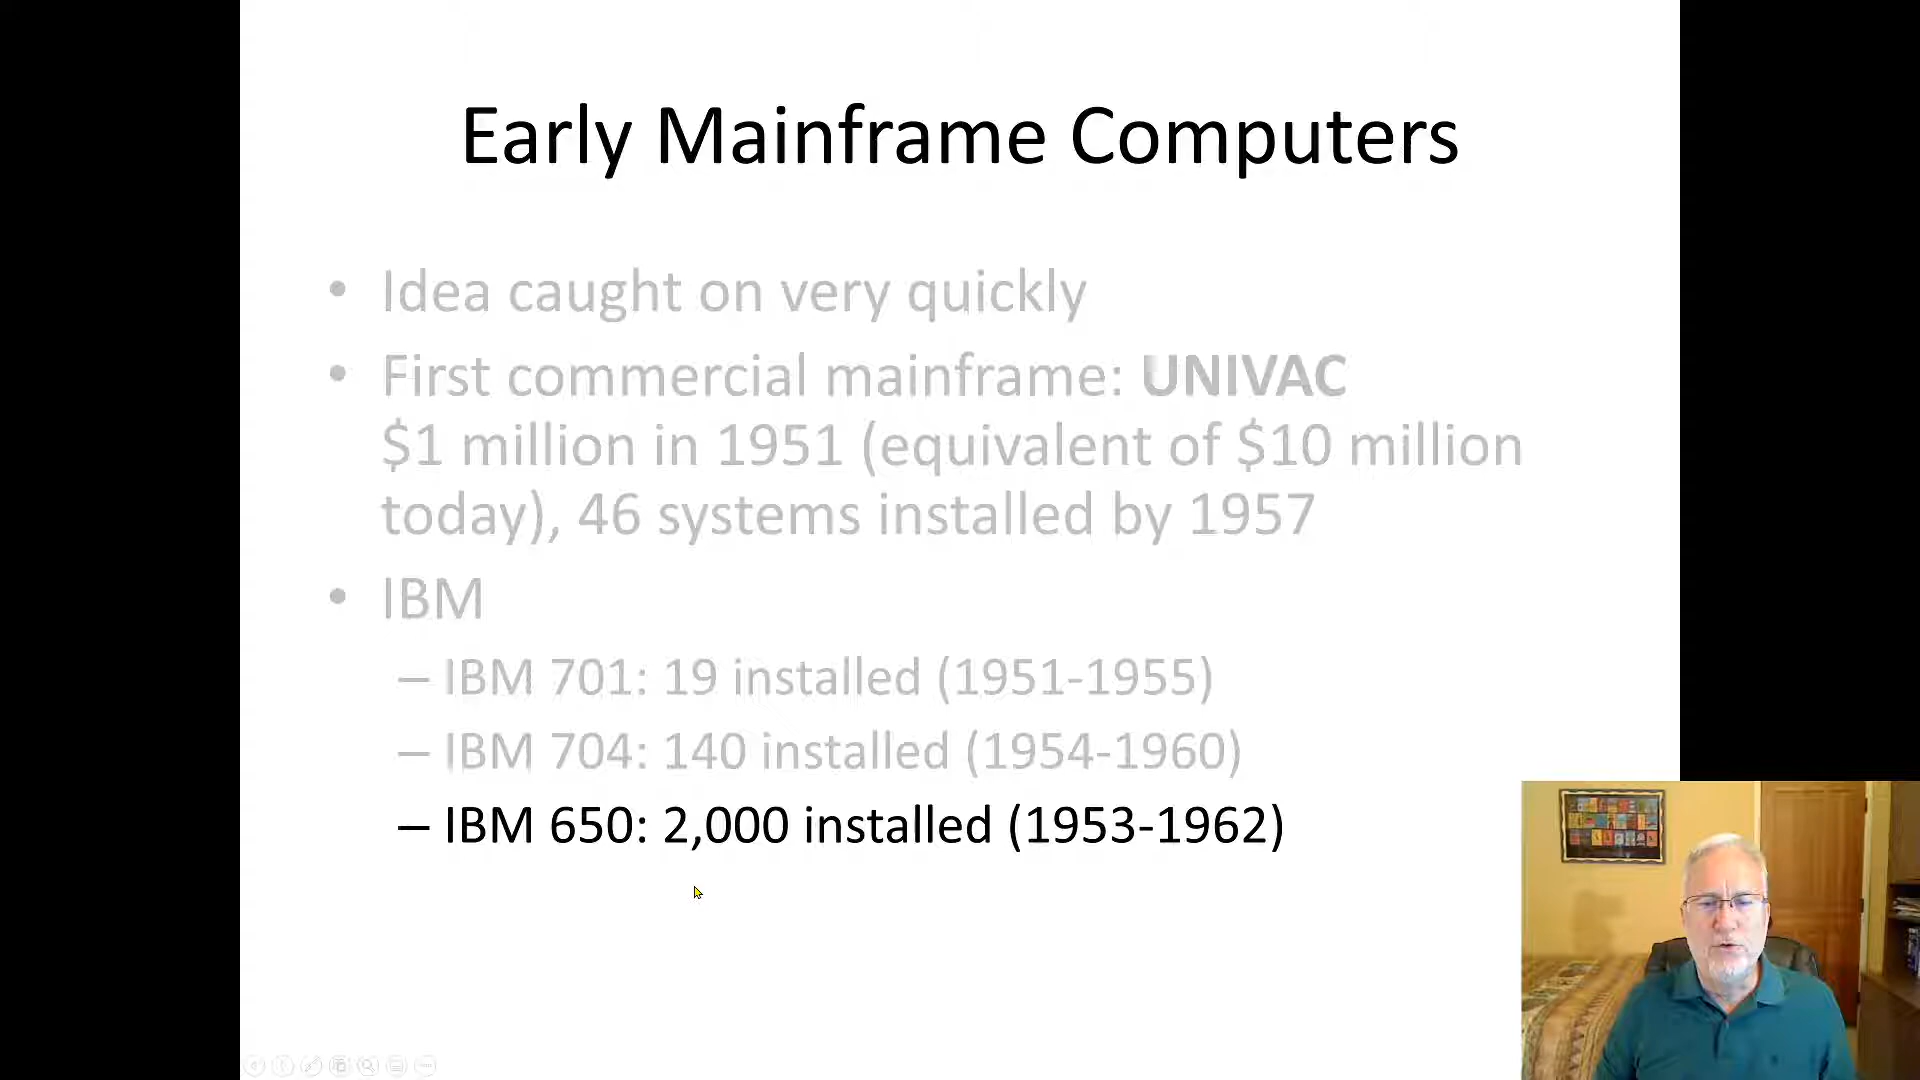 Early Mainframe Computers
• Idea caught on very quickly
• First commercial mainframe: UNIVAC
$1 million in 1951 (equivalent of $10 million
today), 46 systems installed by 1957
• IBM
– IBM 701: 19 installed (1951-1955)
– IBM 704: 140 installed (1954-1960)
– IBM 650: 2,000 installed (1953-1962)